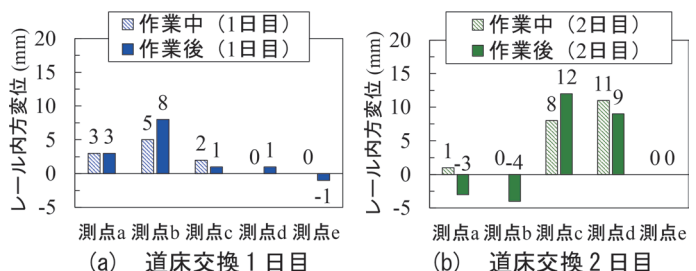 (a)
作業中（1日目）
作業後（1日目）
レール内方変位 (mm)
20
15
10
5
0
-5
3 3
5 8
2 1
0 1
0 -1
測点a 測点b 測点c 測点d 測点e
(a) 道床交換１日目
(b)
作業中（2日目）
作業後（2日目）
レール内方変位 (mm)
20
15
10
5
0
-5
1 -3
0 -4
8 12
11 9
0 0
測点a 測点b 測点c 測点d 測点e
(b) 道床交換２日目